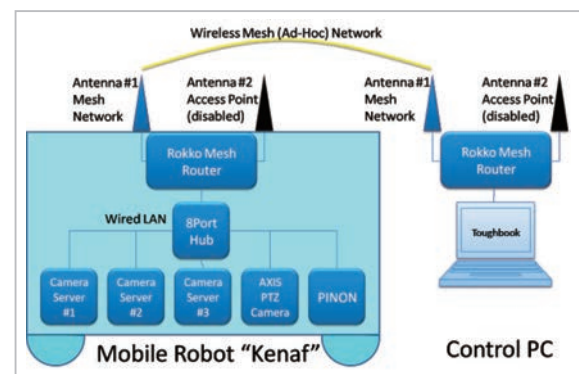 Wireless Mesh (Ad-Hoc) Network
Antenna #1
Mesh
Network
Antenna #2
Access Point
(disabled)
Antenna #1
Mesh
Network
Antenna #2
Access Point
(disabled)
Rokko Mesh
Router
Rokko Mesh
Router
Wired LAN
8Port
Hub
Toughbook
Camera
Server
#1
Camera
Server
#2
Camera
Server
#3
AXIS
PTZ
Camera
PINON
Mobile Robot "Kenaf"
Control PC